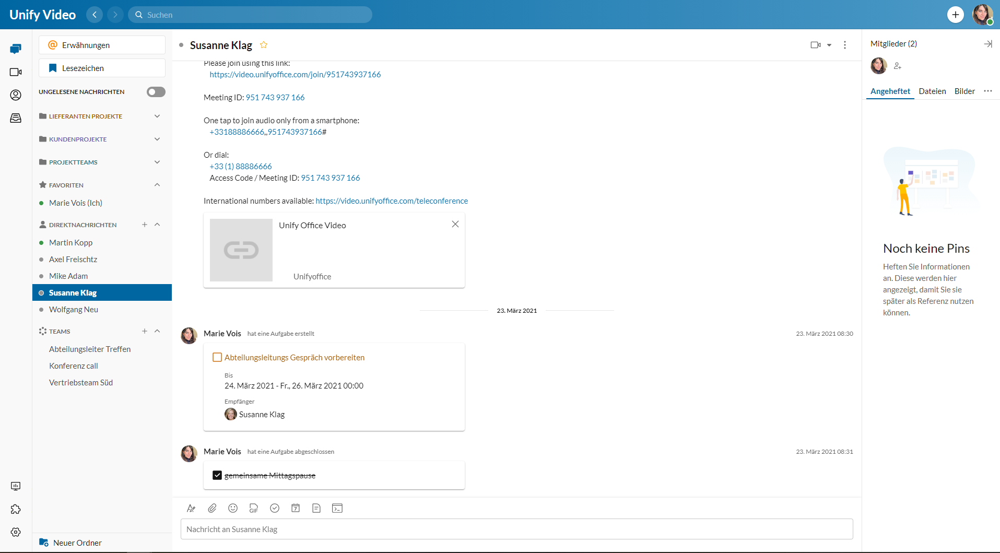 Unify Video
Suchen
@ Erwähnungen
Lesezeichen
UNGELESENE NACHRICHTEN
LIEFERANTEN PROJEKTE
KUNDENPROJEKTE
PROJEKTTEAMS
FAVORITEN
Marie Vois (Ich)
DIREKTNACHRICHTEN
Martin Kopp
Axel Freischtz
Mike Adam
Susanne Klag
Wolfgang Neu
TEAMS
Abteilungsleiter Treffen
Konferenz call
Vertriebsteam Süd
Neuer Ordner
Susanne Klag
Please join using this link:
https://video.unifyoffice.com/join/951743937166
Meeting ID: 951 743 937 166
One tap to join audio only from a smartphone:
+33188886666,,951743937166#
Or dial:
+33 (1) 88886666
Access Code / Meeting ID: 951 743 937 166
International numbers available: https://video.unifyoffice.com/teleconference
Unify Office Video
Unifyoffice
23. März 2021
Marie Vois hat eine Aufgabe erstellt 23. März 2021 08:30
Abteilungsleitungs Gespräch vorbereiten
Bis
24. März 2021 - Fr., 26. März 2021 00:00
Empfänger
Susanne Klag
Marie Vois hat eine Aufgabe abgeschlossen 23. März 2021 08:31
gemeinsame Mittagspause
GIF
7
Nachricht an Susanne Klag
Mitglieder (2)
Angeheftet Dateien Bilder
Noch keine Pins
Heften Sie Informationen
an. Diese werden hier
angezeigt, damit Sie sie
später als Referenz nutzen
können.